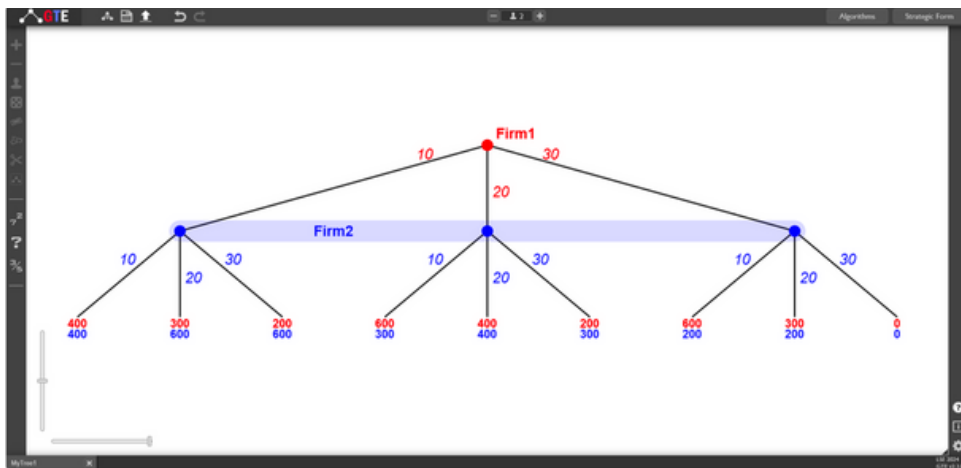 GTE
2
Algorithms
Strategic Form
Firm1
10
30
20
Firm2
10 30 10 30 10 30
20 20 20
400 300 200 600 400 200 600 300 0
400 600 600 300 400 300 200 200 0
MyTree1 x